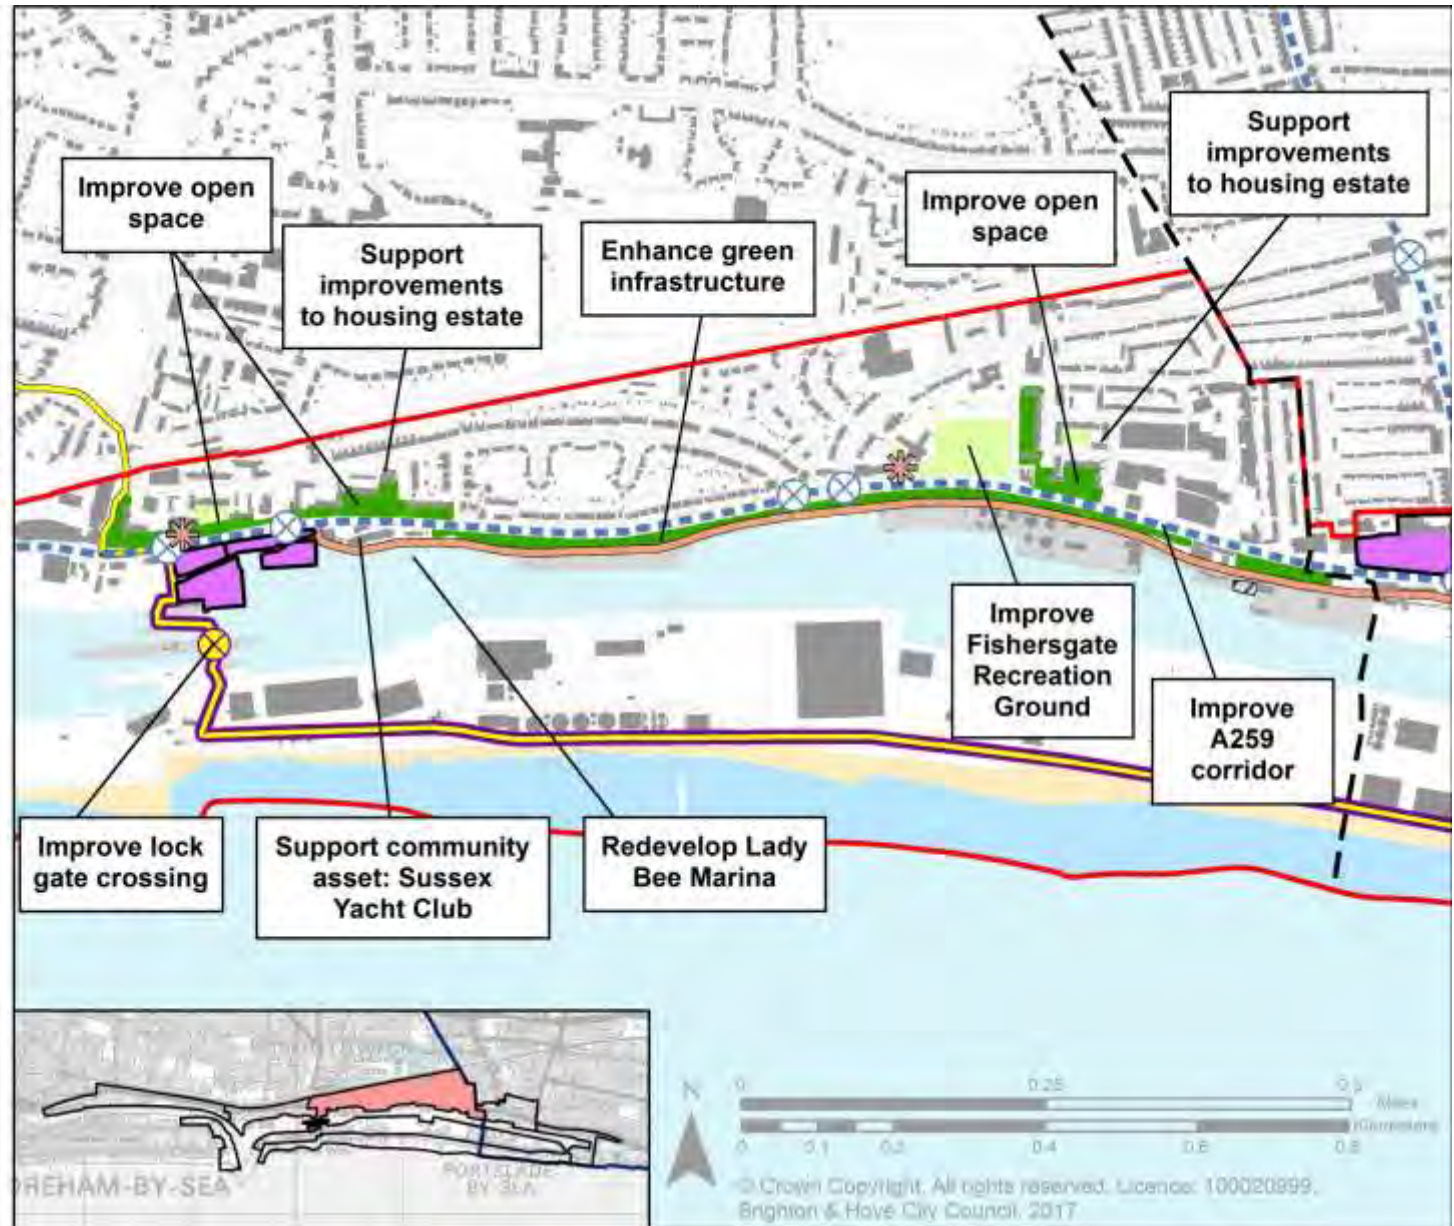 Support
improvements
to housing estate
Improve open
space
Improve open
space
Support
improvements
to housing estate
Enhance green
infrastructure
Improve
Fishersgate
Recreation
Ground
Improve
A259
corridor
Improve lock
gate crossing
Support community
asset: Sussex
Yacht Club
Redevelop Lady
Bee Marina
N
0 0.25 0.5
Miles
Kilometers
0 0.1 0.2 0.4 0.6 0.8
© Crown Copyright. All rights reserved. Licence: 100020999,
Brighton & Hove City Council. 2017
OREHAM-BY-SEA
PORTSLADE
BY-SEA